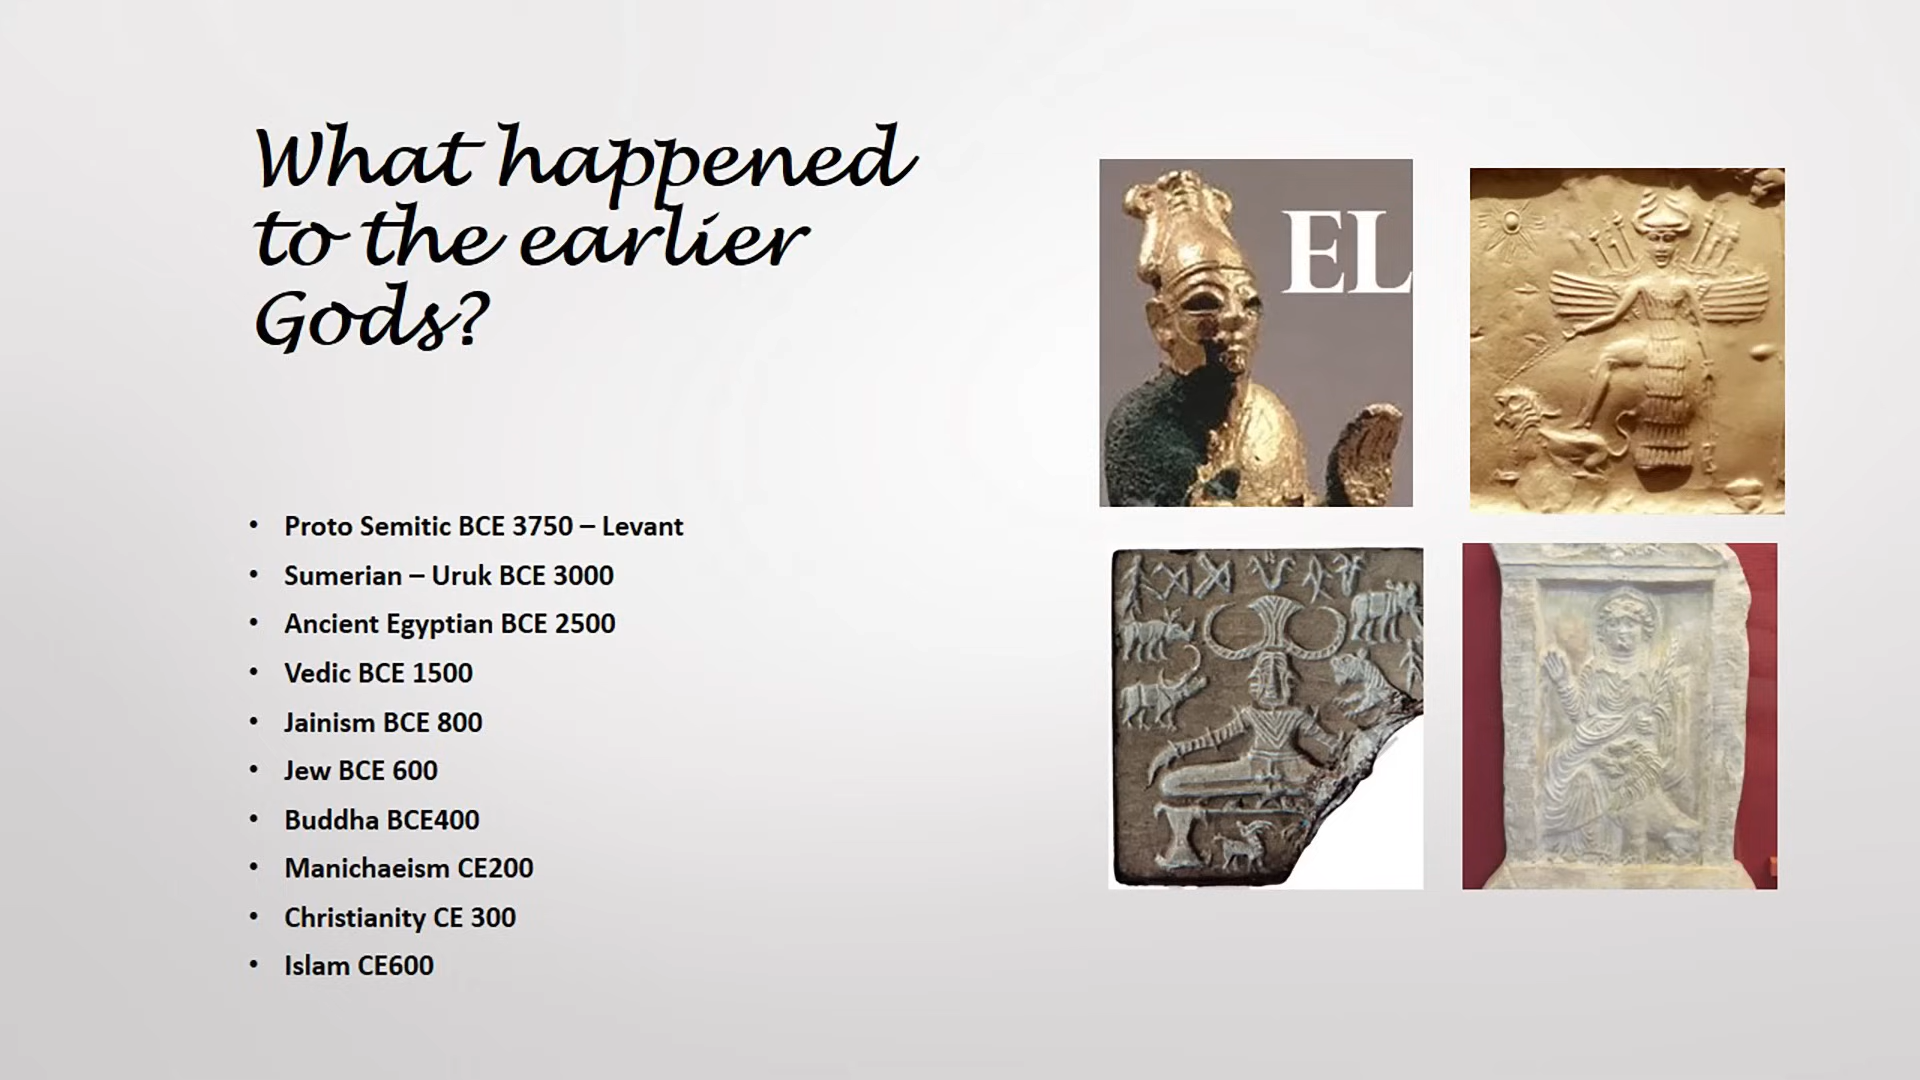 What happened
to the earlier
Gods?
• Proto Semitic BCE 3750 – Levant
• Sumerian – Uruk BCE 3000
• Ancient Egyptian BCE 2500
• Vedic BCE 1500
• Jainism BCE 800
• Jew BCE 600
• Buddha BCE400
• Manichaeism CE200
• Christianity CE 300
• Islam CE600
EL